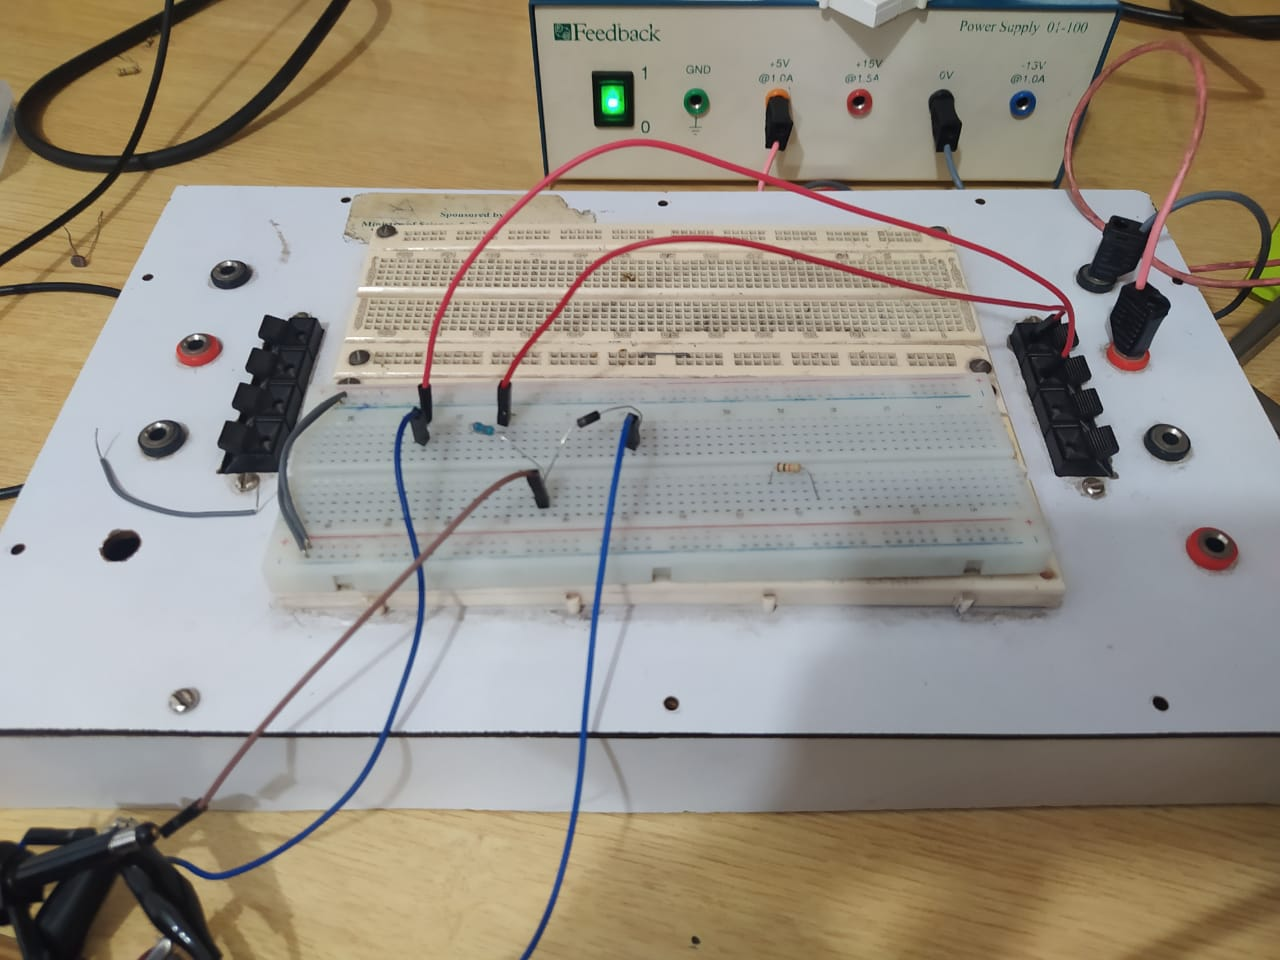 Feedback
Power Supply 01-100
1
0
GND
+5V
@1.0A
+15V
@1.5A
0V
-15V
@1.0A
Sponsored by